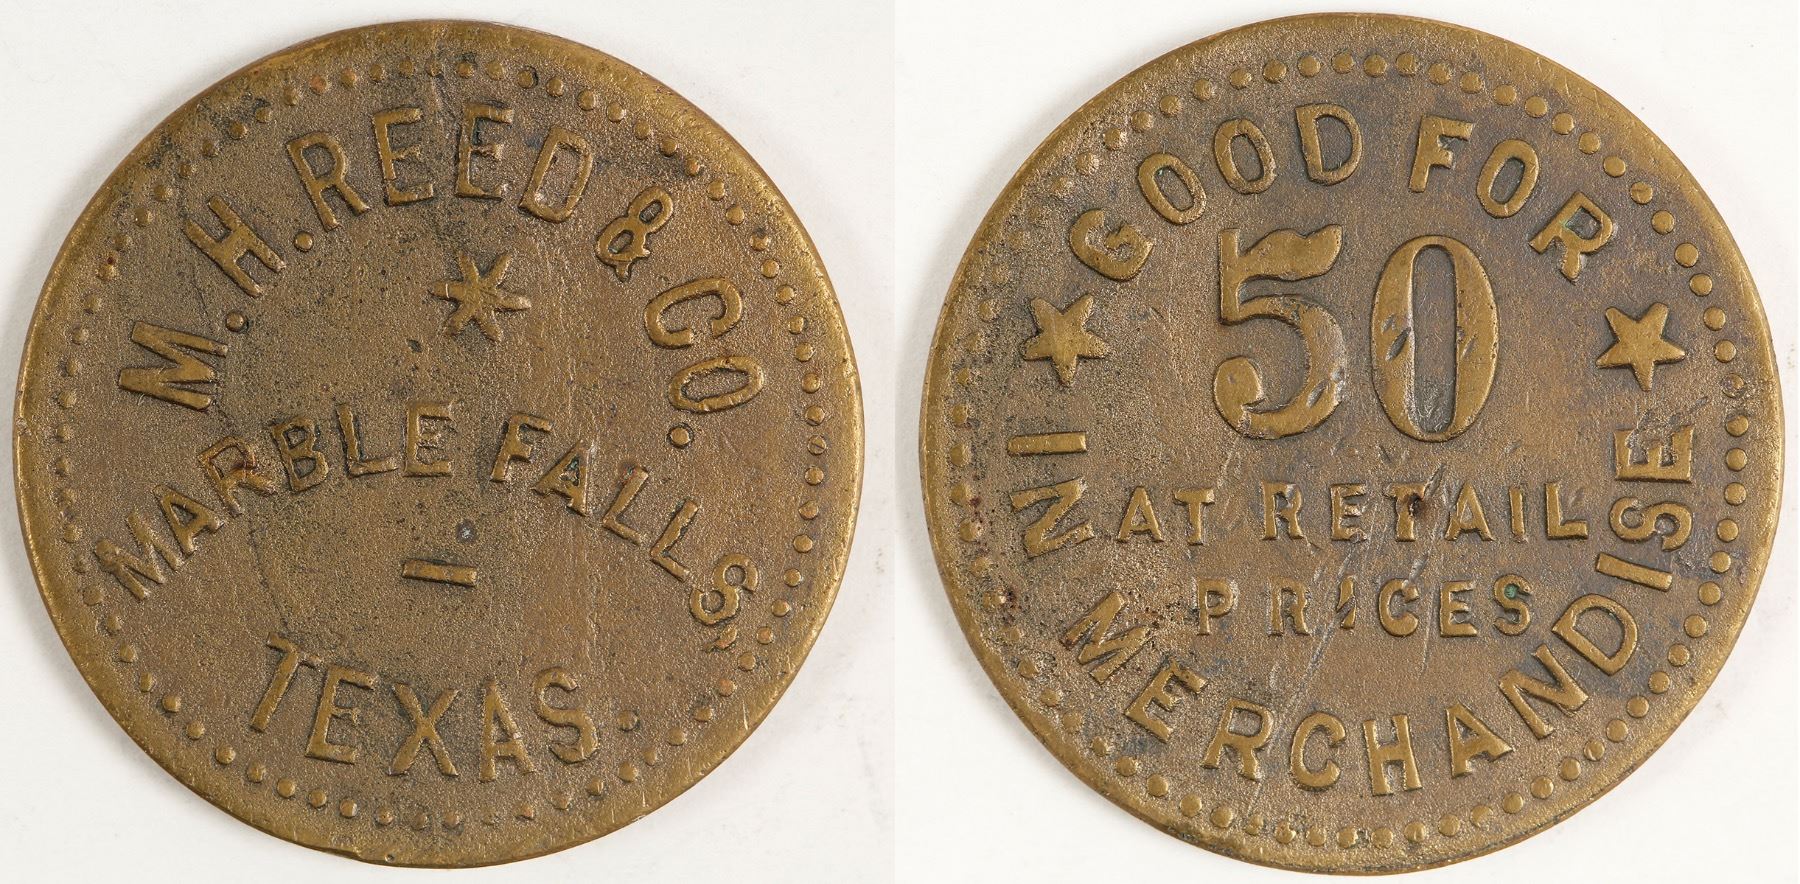 M. H. REED & CO.
MARBLE FALLS,
TEXAS.
GOOD FOR
50
AT RETAIL
PRICES
IN MERCHANDISE